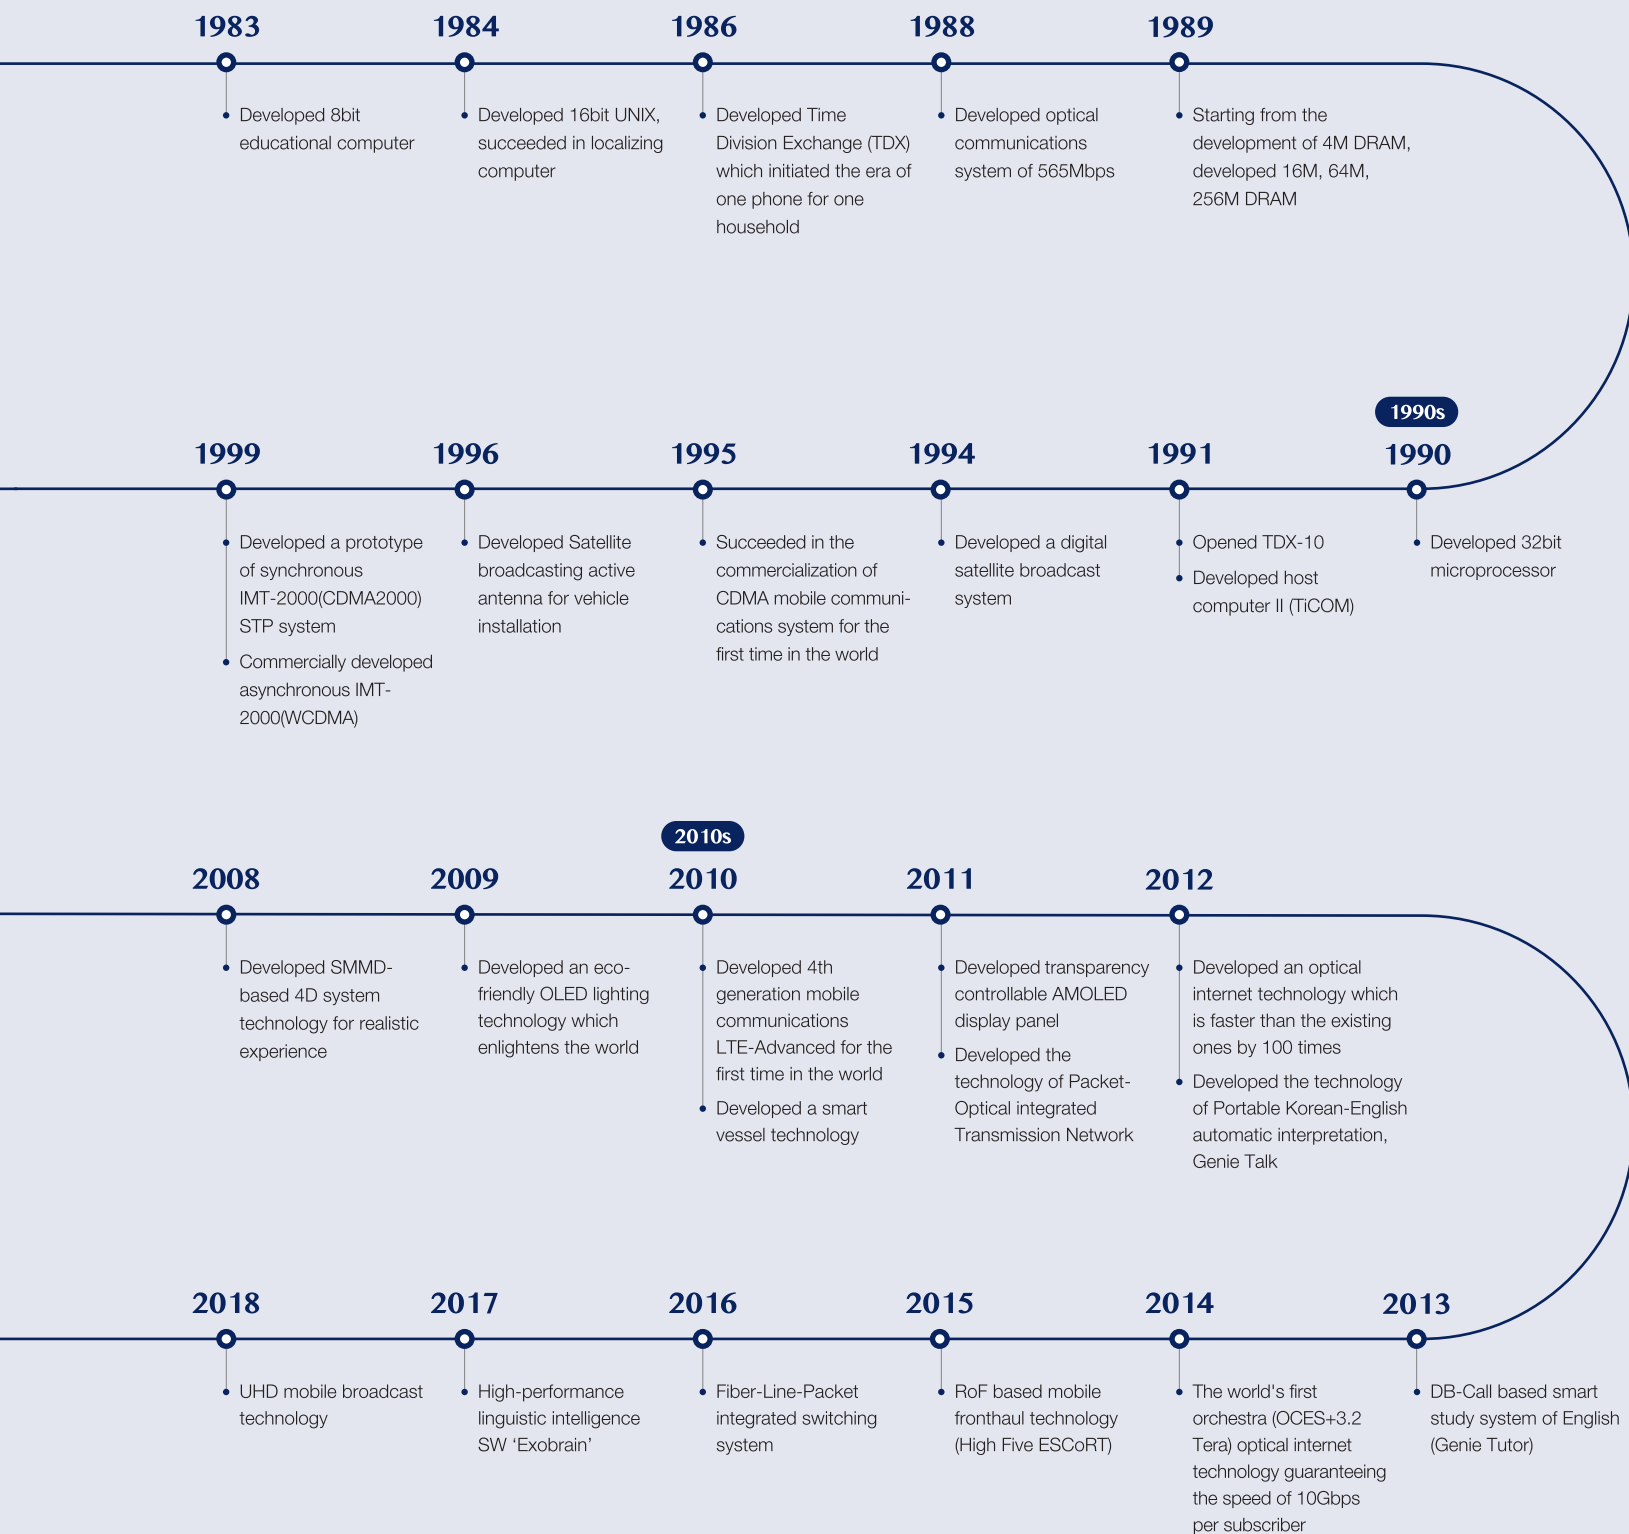 1983
Developed 8bit
educational computer
1984
Developed 16bit UNIX,
succeeded in localizing
computer
1986
Developed Time
Division Exchange (TDX)
which initiated the era of
one phone for one
household
1988
Developed optical
communications
system of 565Mbps
1989
Starting from the
development of 4M DRAM,
developed 16M, 64M,
256M DRAM
1990s
1990
Developed 32bit
microprocessor
1991
Opened TDX-10
Developed host
computer II (TiCOM)
1994
Developed a digital
satellite broadcast
system
1995
Succeeded in the
commercialization of
CDMA mobile communi-
cations system for the
first time in the world
1996
Developed Satellite
broadcasting active
antenna for vehicle
installation
1999
Developed a prototype
of synchronous
IMT-2000(CDMA2000)
STP system
Commercially developed
asynchronous IMT-
2000(WCDMA)
2008
Developed SMMD-
based 4D system
technology for realistic
experience
2009
Developed an eco-
friendly OLED lighting
technology which
enlightens the world
2010s
2010
Developed 4th
generation mobile
communications
LTE-Advanced for the
first time in the world
Developed a smart
vessel technology
2011
Developed transparency
controllable AMOLED
display panel
Developed the
technology of Packet-
Optical integrated
Transmission Network
2012
Developed an optical
internet technology which
is faster than the existing
ones by 100 times
Developed the technology
of Portable Korean-English
automatic interpretation,
Genie Talk
2013
DB-Call based smart
study system of English
(Genie Tutor)
2014
The world's first
orchestra (OCES+3.2
Tera) optical internet
technology guaranteeing
the speed of 10Gbps
per subscriber
2015
RoF based mobile
fronthaul technology
(High Five ESCoRT)
2016
Fiber-Line-Packet
integrated switching
system
2017
High-performance
linguistic intelligence
SW ‘Exobrain’
2018
UHD mobile broadcast
technology